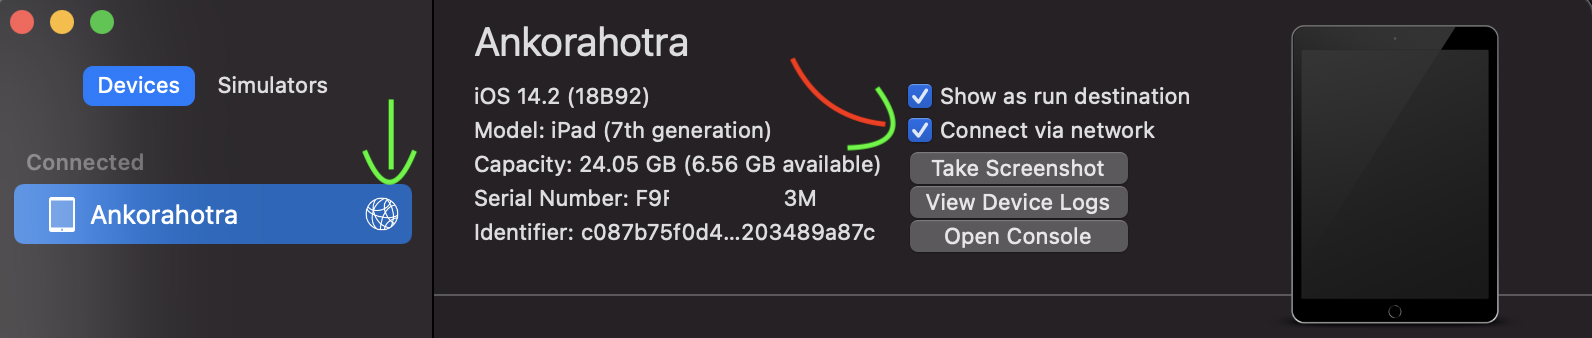 Devices
Simulators
Connected
Ankorahotra
Ankorahotra
iOS 14.2 (18B92)
Model: iPad (7th generation)
Capacity: 24.05 GB (6.56 GB available)
Serial Number: F9F 3M
Identifier: c087b75f0d4...203489a87c
Show as run destination
Connect via network
Take Screenshot
View Device Logs
Open Console